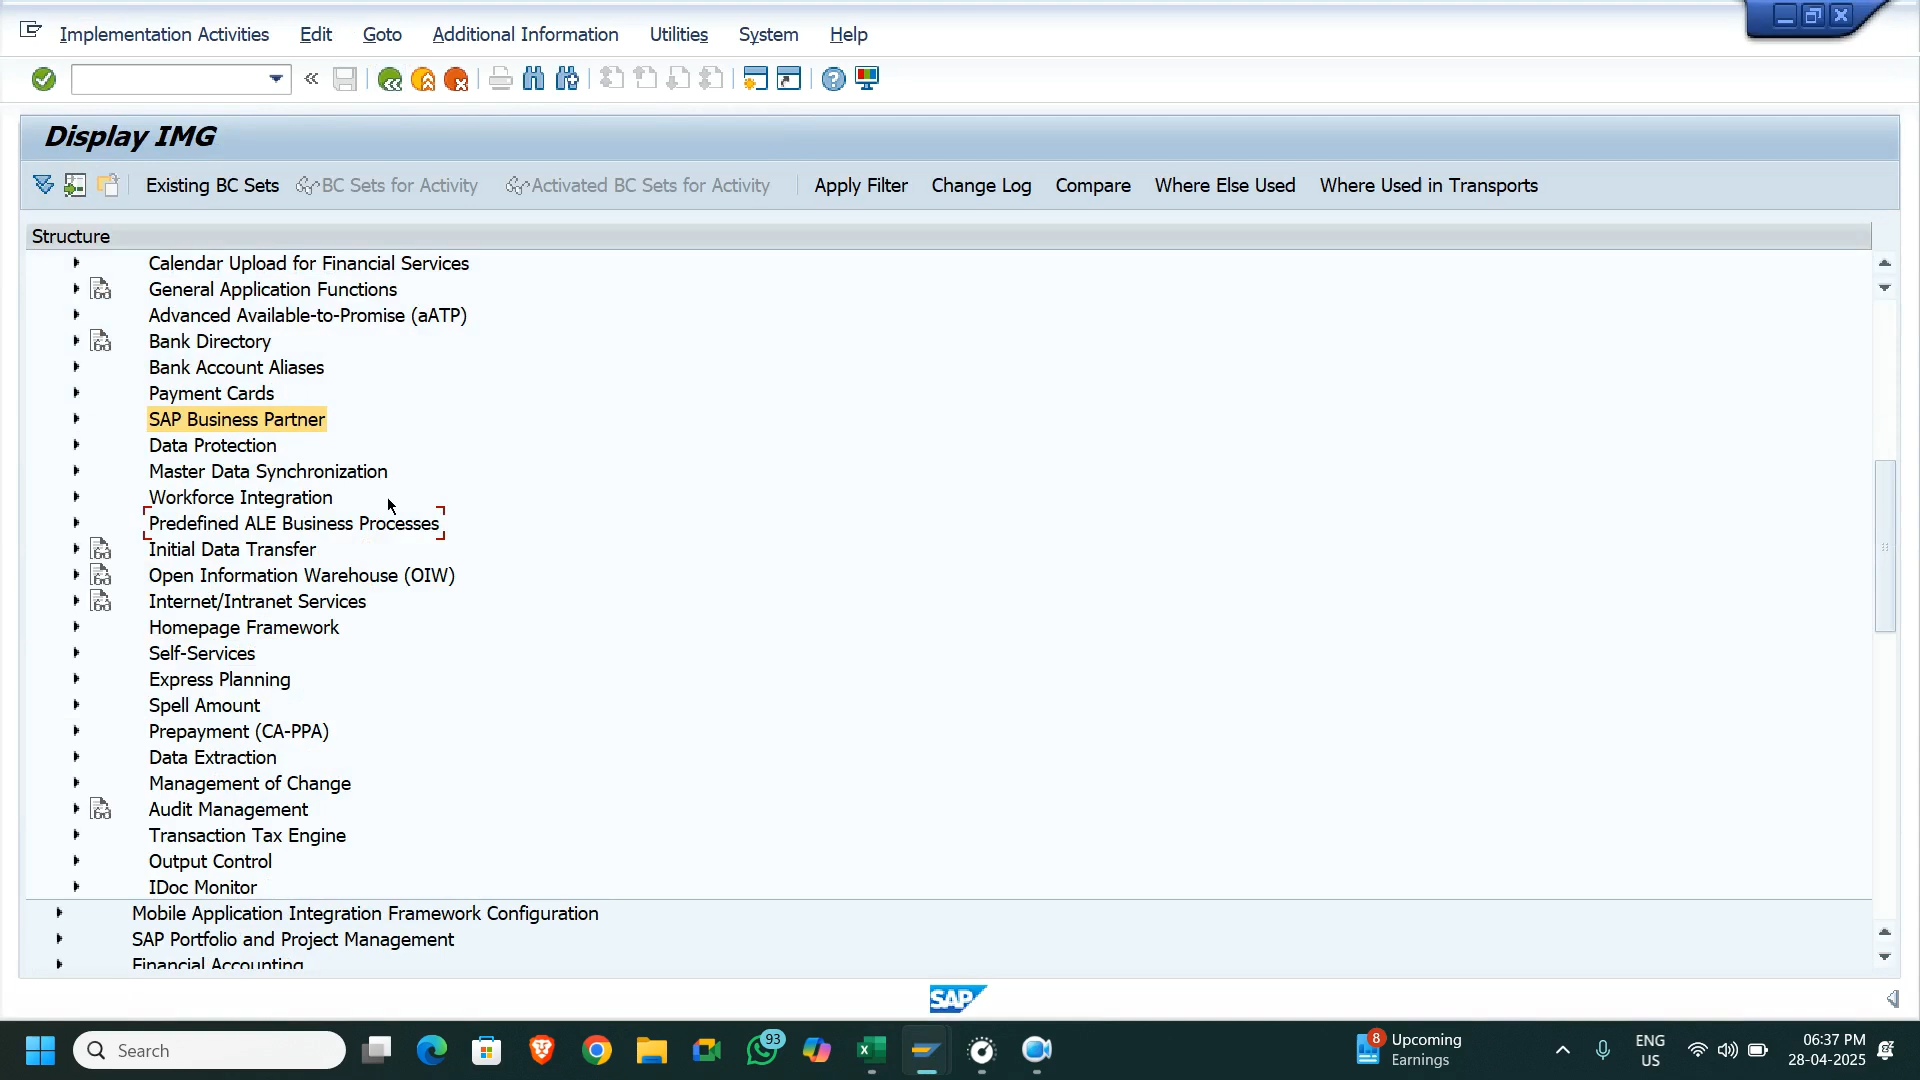 Implementation Activities Edit Goto Additional Information Utilities System Help
Display IMG
Existing BC Sets BC Sets for Activity Activated BC Sets for Activity Apply Filter Change Log Compare Where Else Used Where Used in Transports
Structure
Calendar Upload for Financial Services
General Application Functions
Advanced Available-to-Promise (aATP)
Bank Directory
Bank Account Aliases
Payment Cards
SAP Business Partner
Data Protection
Master Data Synchronization
Workforce Integration
Predefined ALE Business Processes
Initial Data Transfer
Open Information Warehouse (OIW)
Internet/Intranet Services
Homepage Framework
Self-Services
Express Planning
Spell Amount
Prepayment (CA-PPA)
Data Extraction
Management of Change
Audit Management
Transaction Tax Engine
Output Control
IDoc Monitor
Mobile Application Integration Framework Configuration
SAP Portfolio and Project Management
Financial Accounting
SAP
Search
93
8
Upcoming
Earnings
ENG
US
06:37 PM
28-04-2025